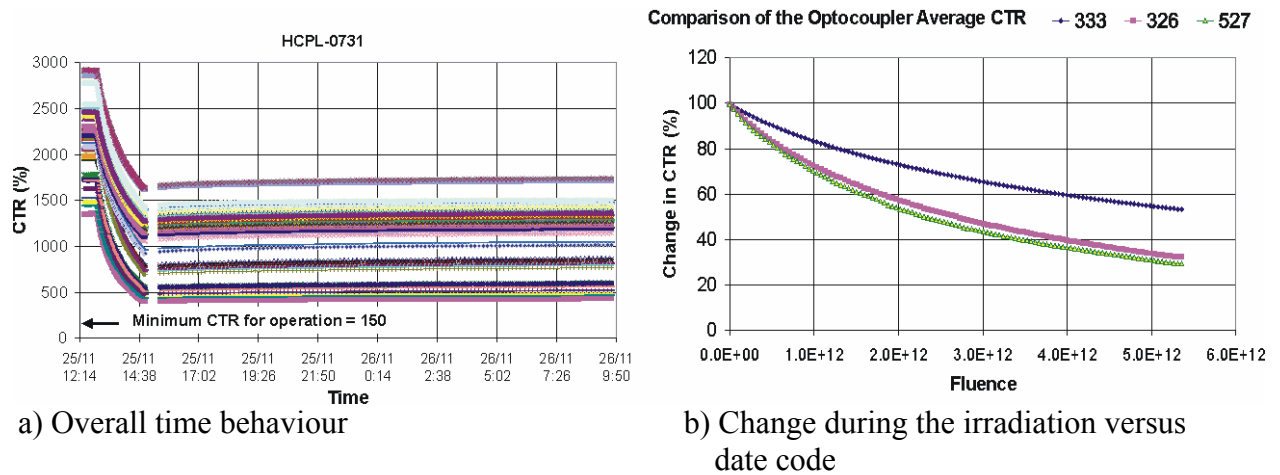 HCPL-0731
CTR (%)
3000
2500
2000
1500
1000
500
0
Minimum CTR for operation = 150
25/11 25/11 25/11 25/11 25/11 26/11 26/11 26/11 26/11 26/11
12:14 14:38 17:02 19:26 21:50 0:14 2:38 5:02 7:26 9:50
Time
a) Overall time behaviour
Comparison of the Optocoupler Average CTR 333 326 527
Change in CTR (%)
120
100
80
60
40
20
0
0.0E+00 1.0E+12 2.0E+12 3.0E+12 4.0E+12 5.0E+12 6.0E+12
Fluence
b) Change during the irradiation versus
date code